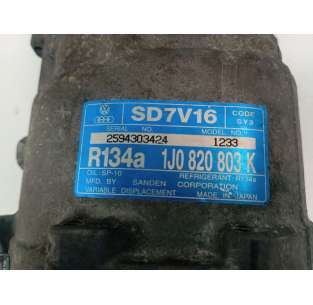 SD7V16 CODE
SY3
SERIAL NO. MODEL NO.
2594303424 1233
R134a 1J0 820 803 K
OIL: SP-10 REFRIGERANT R134a
MFD. BY SANDEN CORPORATION
VARIABLE DISPLACEMENT MADE IN JAPAN